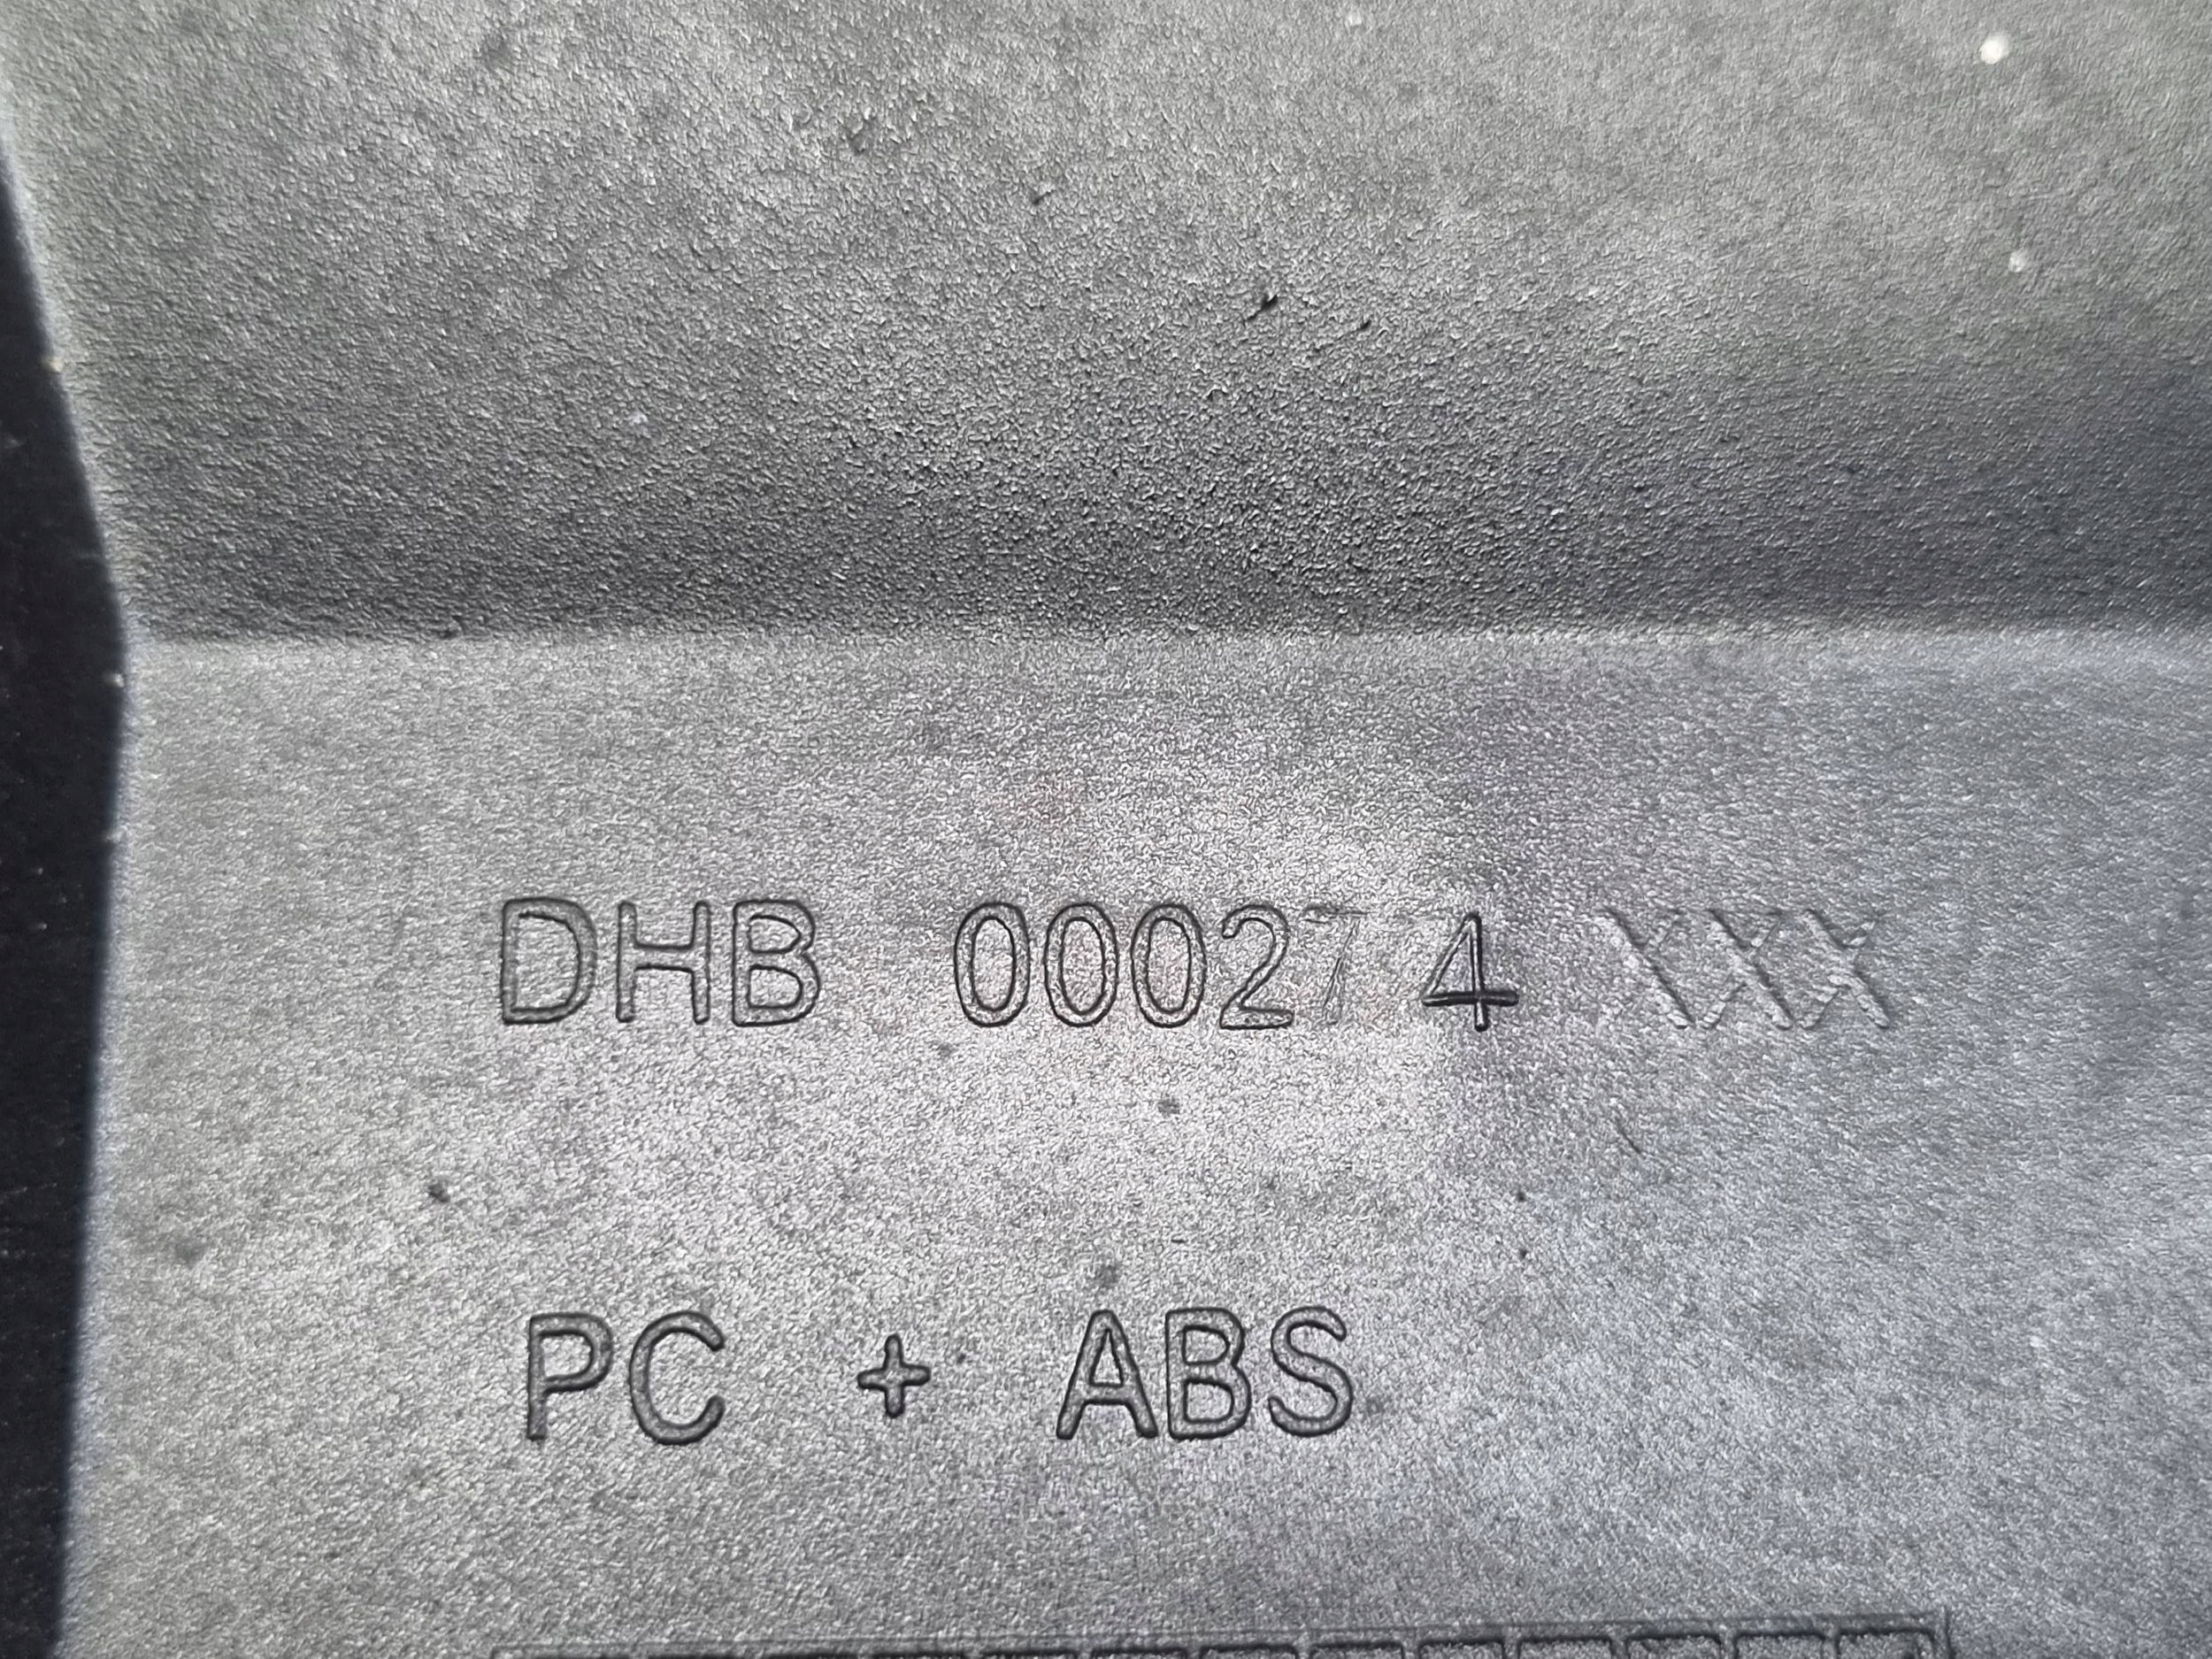 DHB 000274 XXX
PC + ABS